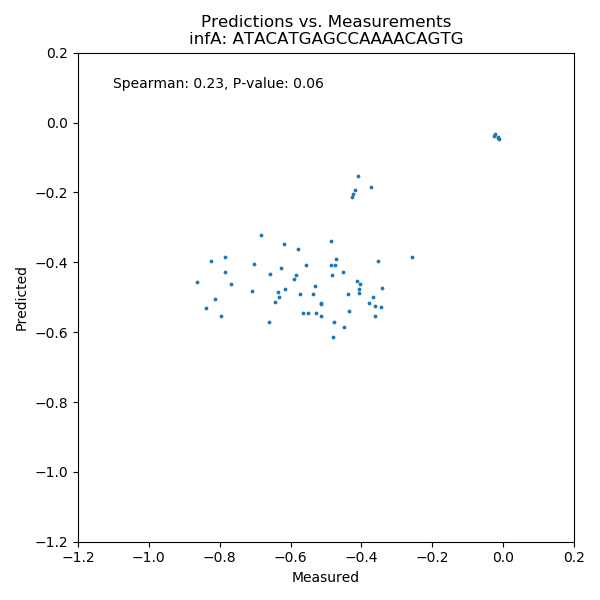 Predictions vs. Measurements
infA: ATACATGAGCCAAAACAGTG
Spearman: 0.23, P-value: 0.06
0.2
0.0
−0.2
−0.4
−0.6
−0.8
−1.0
−1.2
Predicted
−1.2 −1.0 −0.8 −0.6 −0.4 −0.2 0.0 0.2
Measured